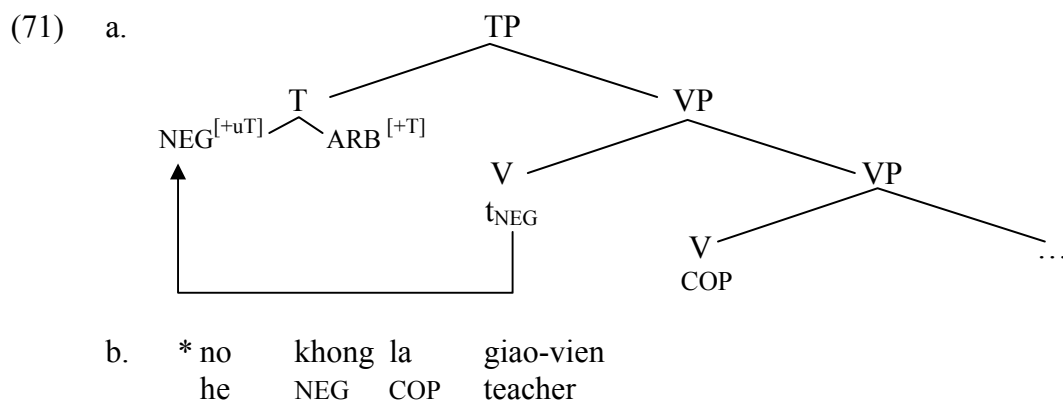 (71) a. TP
T VP
NEG[+uT] ARB [+T]
V VP
tNEG
V …
COP
b. * no khong la giao-vien
he NEG COP teacher